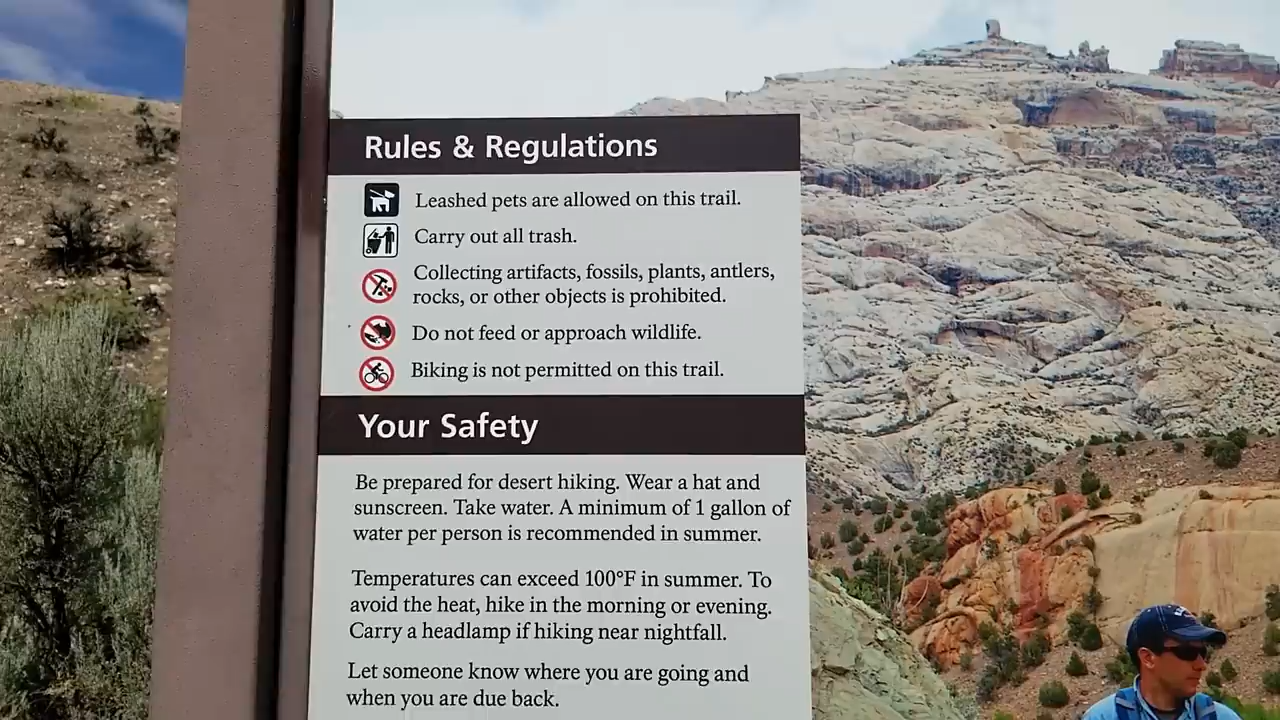 Rules & Regulations
Leashed pets are allowed on this trail.
Carry out all trash.
Collecting artifacts, fossils, plants, antlers,
rocks, or other objects is prohibited.
Do not feed or approach wildlife.
Biking is not permitted on this trail.
Your Safety
Be prepared for desert hiking. Wear a hat and
sunscreen. Take water. A minimum of 1 gallon of
water per person is recommended in summer.
Temperatures can exceed 100°F in summer. To
avoid the heat, hike in the morning or evening.
Carry a headlamp if hiking near nightfall.
Let someone know where you are going and
when you are due back.